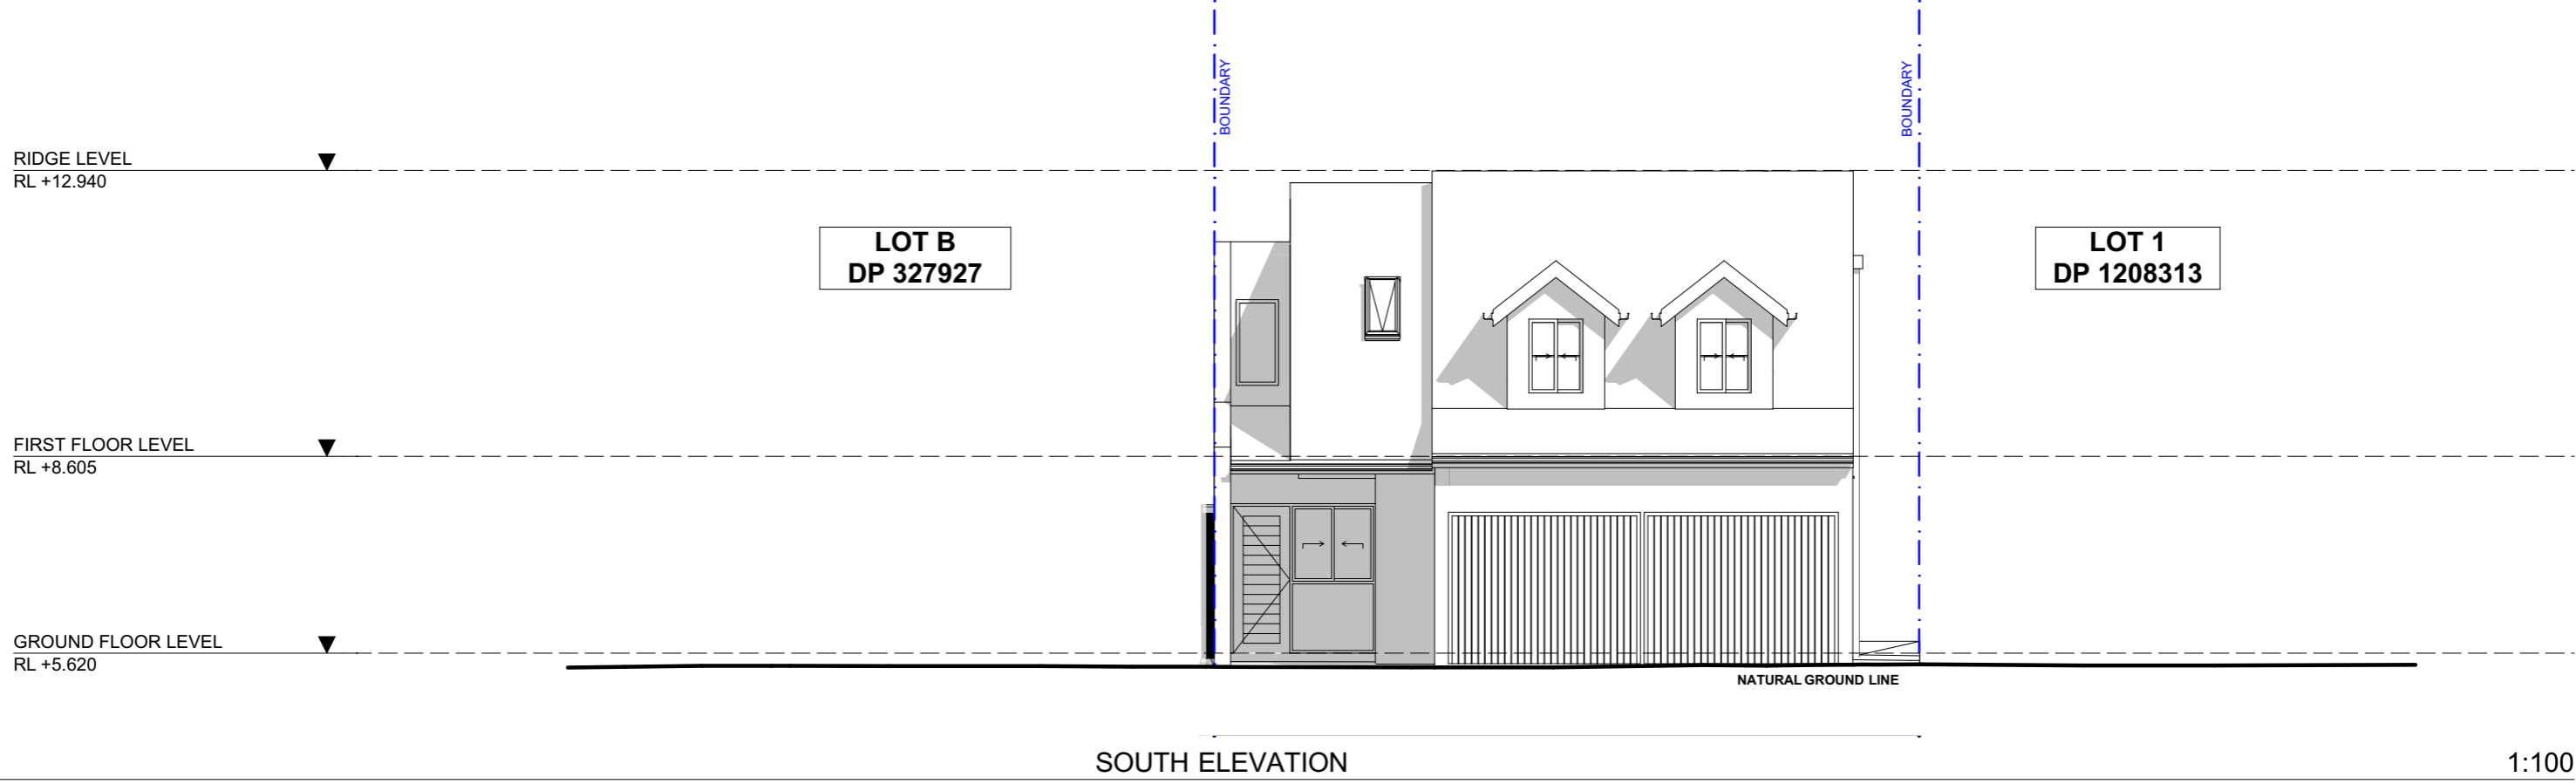 BOUNDARY
BOUNDARY
RIDGE LEVEL
RL +12.940
LOT B
DP 327927
LOT 1
DP 1208313
FIRST FLOOR LEVEL
RL +8.605
GROUND FLOOR LEVEL
RL +5.620
NATURAL GROUND LINE
SOUTH ELEVATION
1:100